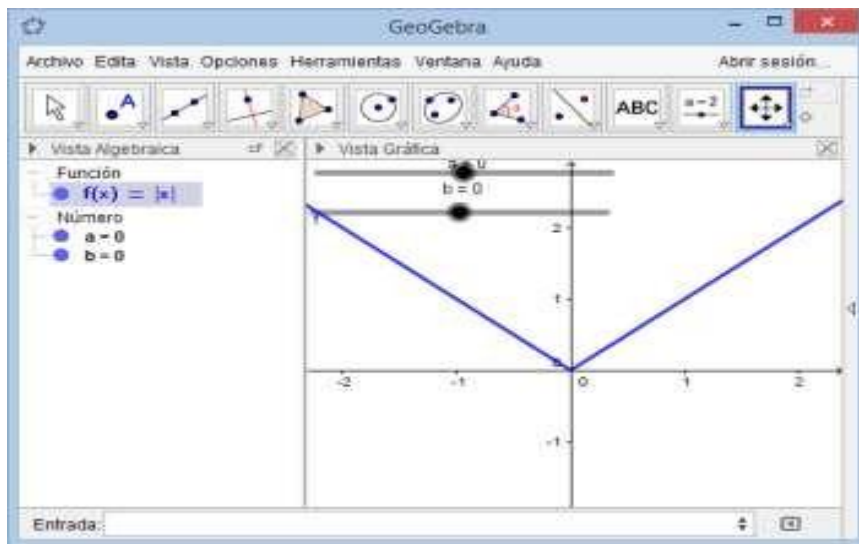 GeoGebra
Archivo Edita Vista Opciones Herramientas Ventana Ayuda Abrir sesión...
A ABC a=2
Vista Algebraica Vista Gráfica
Función
f(x) = |x|
Número
a = 0
b = 0
b = 0
f
2
1
-2 -1 0 1 2
-1
Entrada: